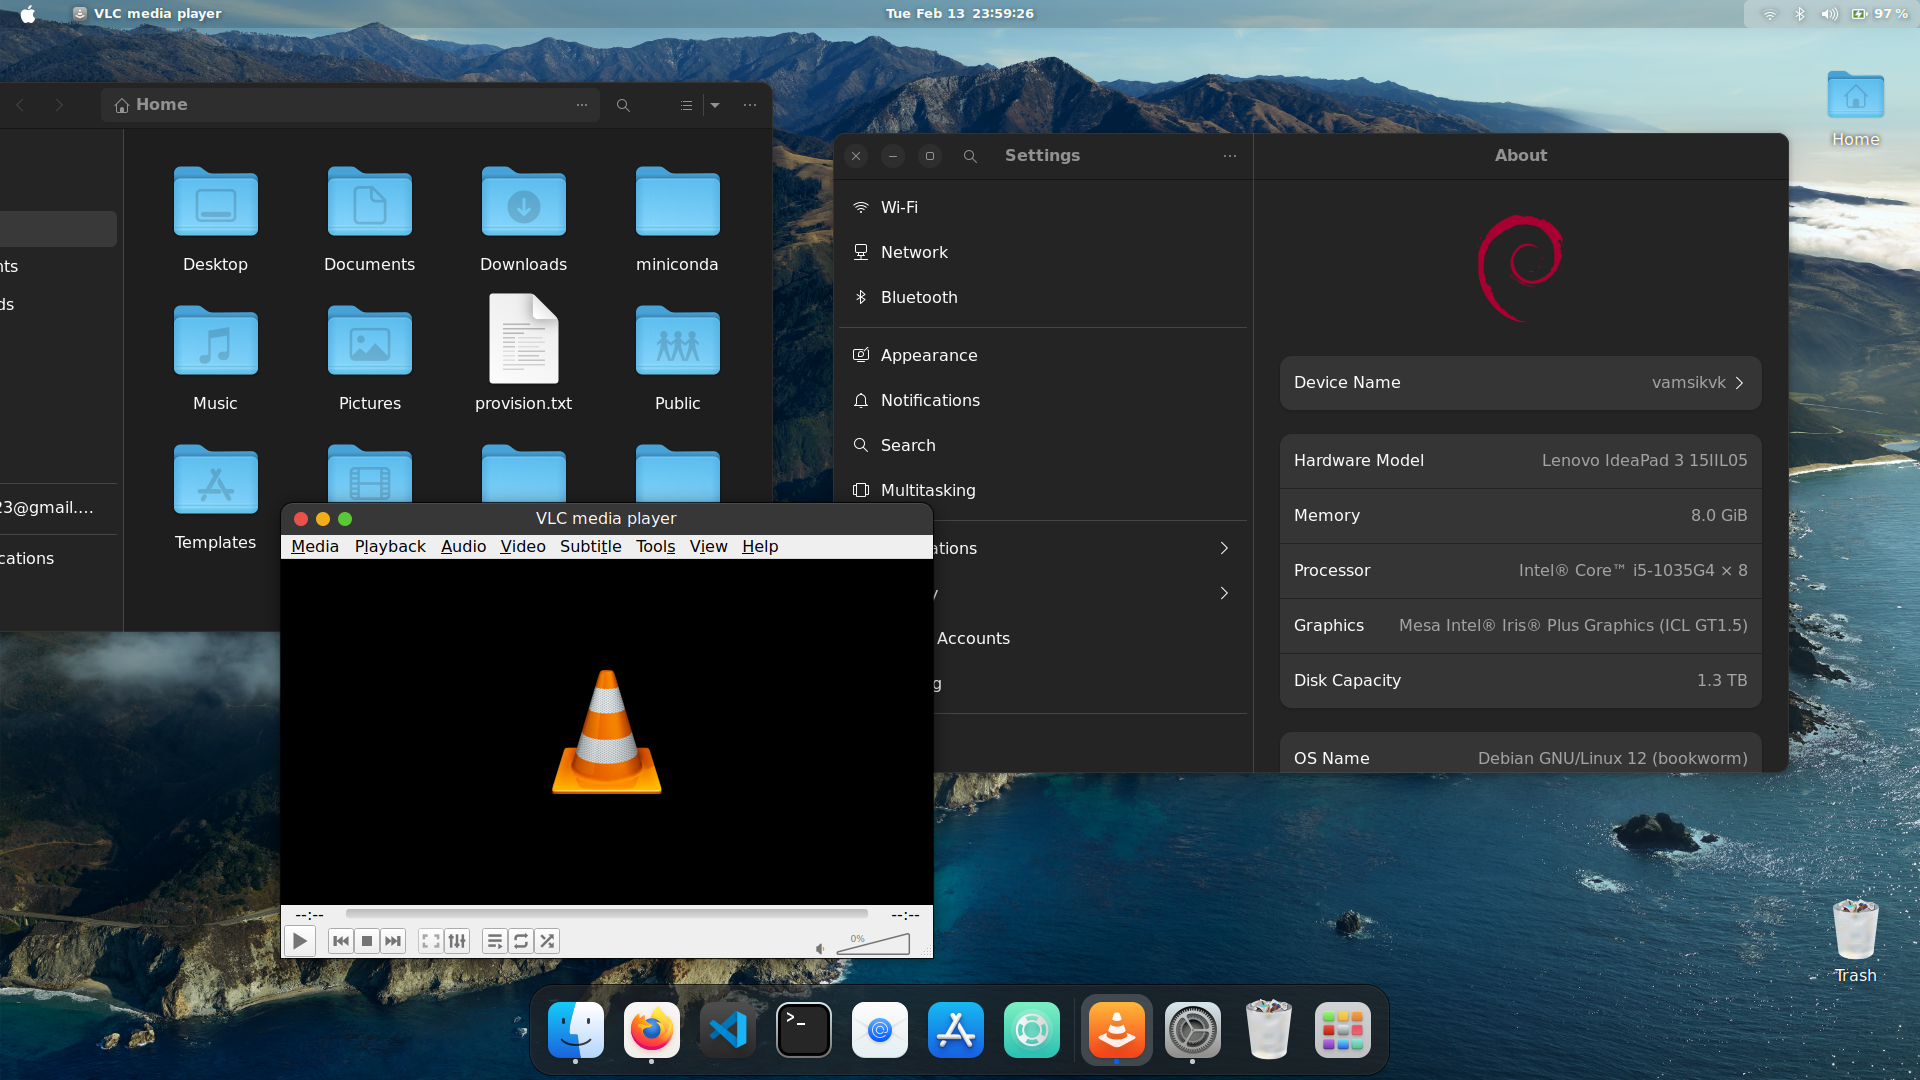 VLC media player
Tue Feb 13 23:59:26
97 %
Home
Home
Desktop
Documents
Downloads
miniconda
Music
Pictures
provision.txt
Public
Templates
nts
ds
23@gmail....
cations
Settings
About
Wi-Fi
Network
Bluetooth
Appearance
Notifications
Search
Multitasking
ations
y
Accounts
g
Device Name
vamsikvk
Hardware Model
Lenovo IdeaPad 3 15IIL05
Memory
8.0 GiB
Processor
Intel® Core™ i5-1035G4 × 8
Graphics
Mesa Intel® Iris® Plus Graphics (ICL GT1.5)
Disk Capacity
1.3 TB
OS Name
Debian GNU/Linux 12 (bookworm)
VLC media player
Media Playback Audio Video Subtitle Tools View Help
--:--
--:--
0%
>_
Trash